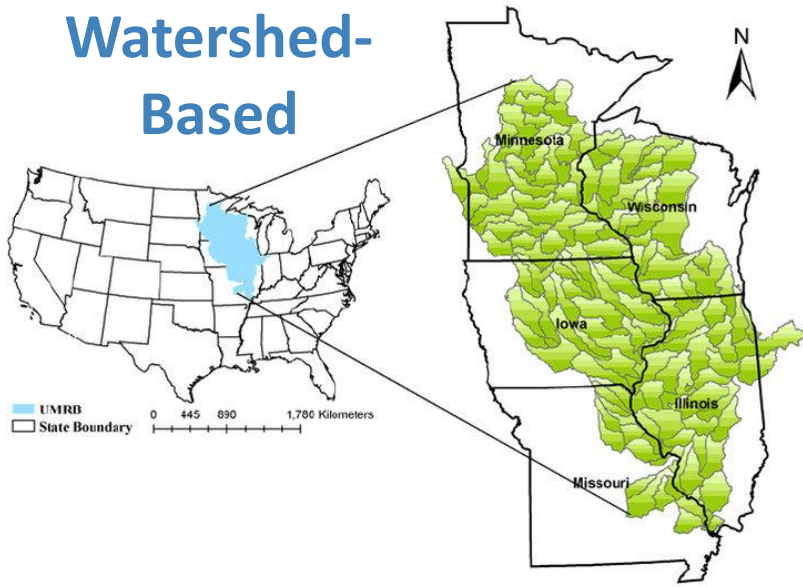 Watershed-
Based
N
Minnesota
Wisconsin
Iowa
Illinois
Missouri
UMRB
State Boundary
0 445 890 1,780 Kilometers